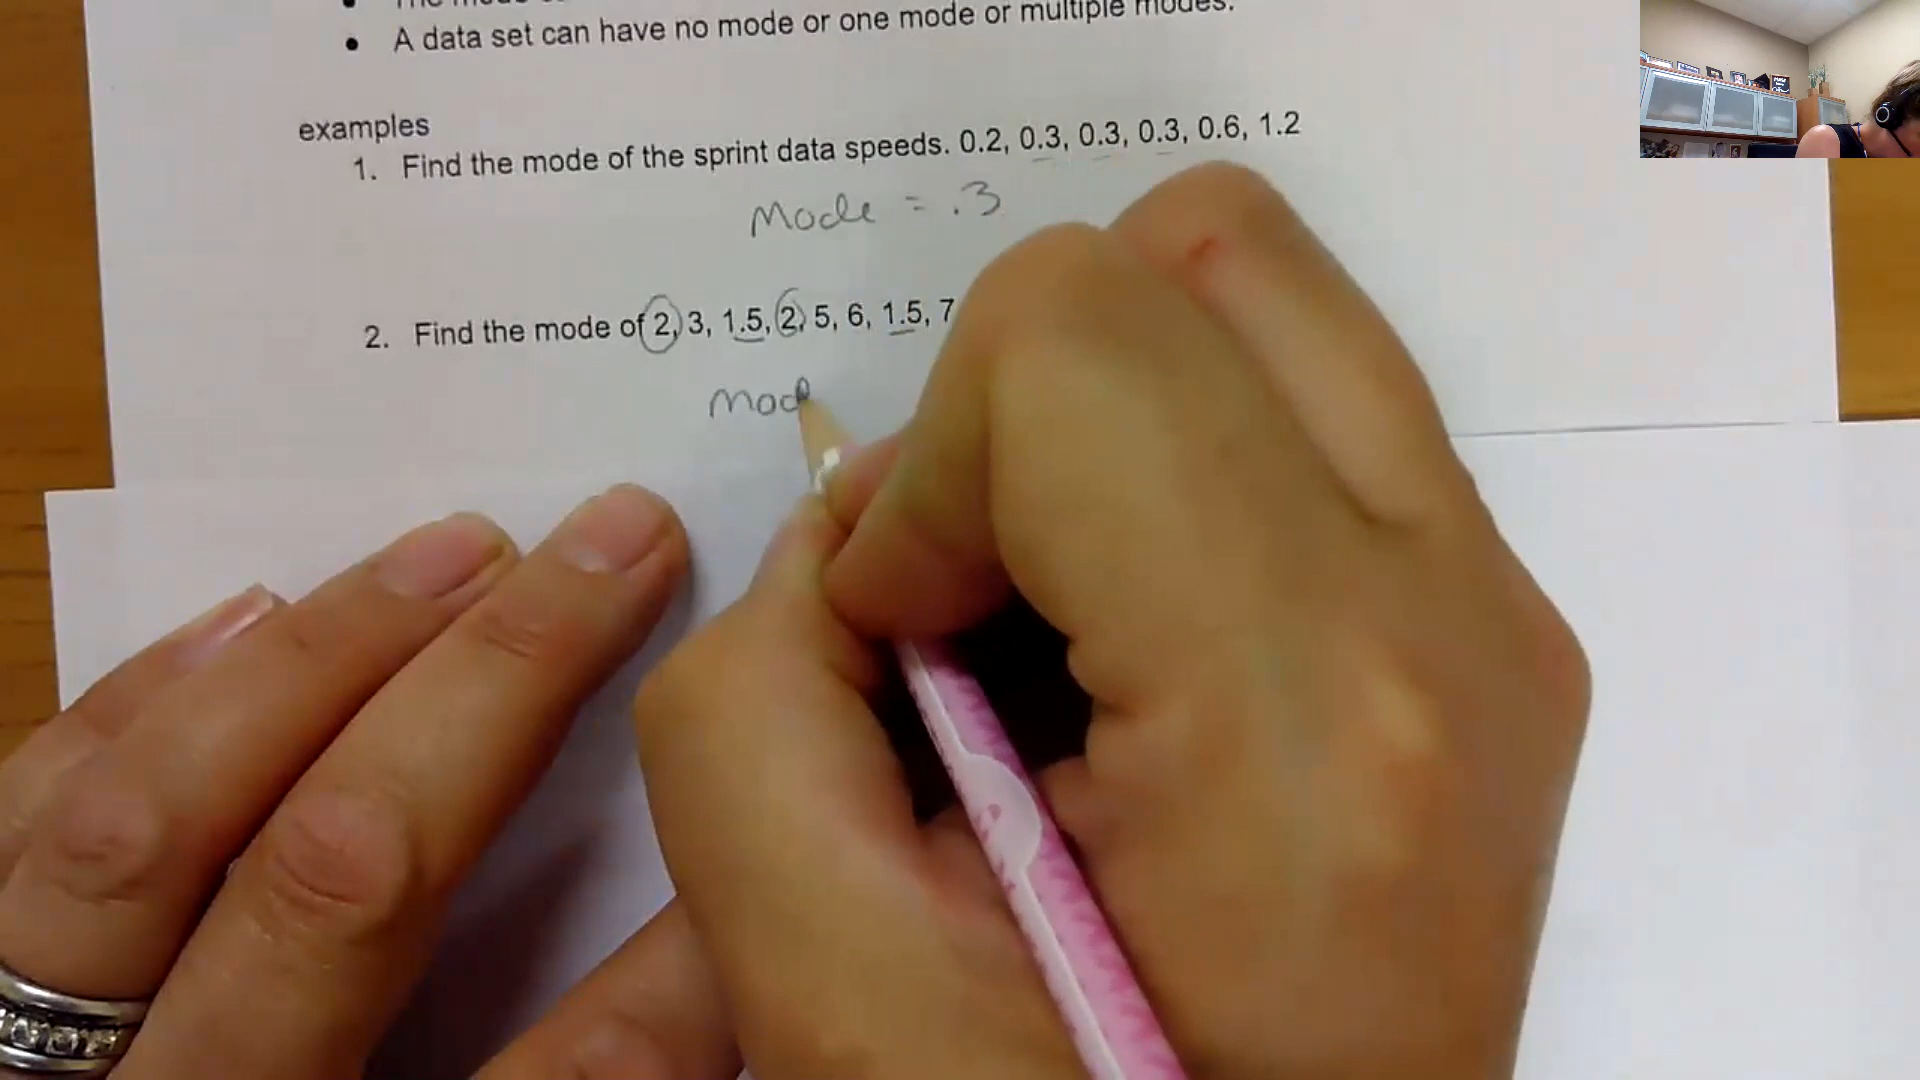 A data set can have no mode or one mode or multiple modes.
examples
1. Find the mode of the sprint data speeds. 0.2, 0.3, 0.3, 0.3, 0.6, 1.2
Mode = .3
2. Find the mode of 2, 3, 1.5, 2, 5, 6, 1.5, 7
Mod